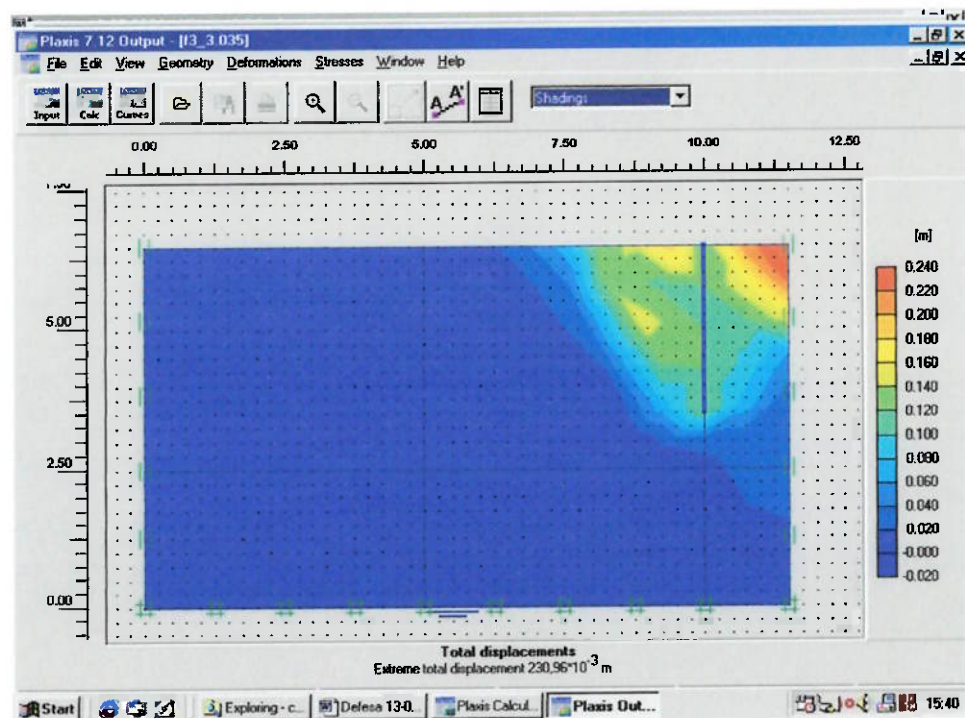 Plaxis 7.12 Output - [f3_3.035]
File Edit View Geometry Deformations Stresses Window Help
Input Calc Curves A A' Shadings
0.00 2.50 5.00 7.50 10.00 12.50
[m]
0.240
0.220
0.200
0.180
0.160
0.140
0.120
0.100
0.080
0.060
0.040
0.020
-0.000
-0.020
5.00
2.50
0.00
Total displacements
Extreme total displacement 230,96*10-3 m
Start Exploring - c... Defesa 13-0... Plaxis Calcul... Plaxis Out... 15:40